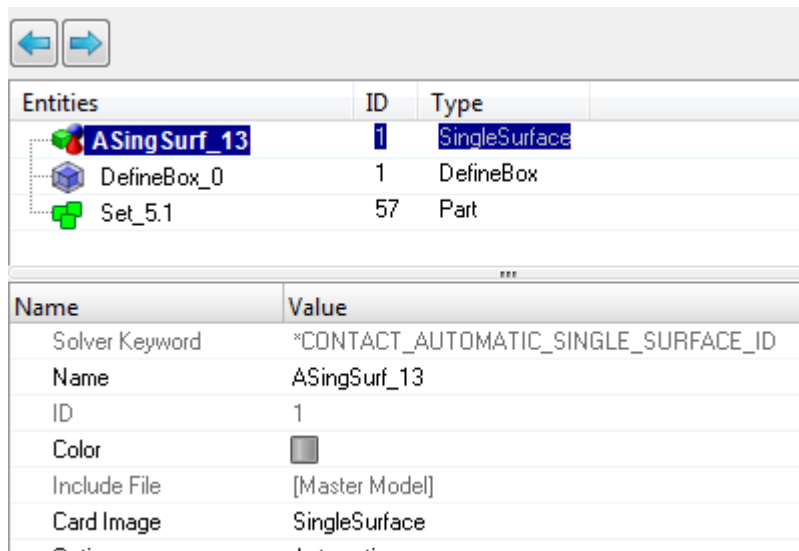 Entities ID Type
ASingSurf_13 1 SingleSurface
DefineBox_0 1 DefineBox
Set_5.1 57 Part
Name Value
Solver Keyword *CONTACT_AUTOMATIC_SINGLE_SURFACE_ID
Name ASingSurf_13
ID 1
Color
Include File [Master Model]
Card Image SingleSurface